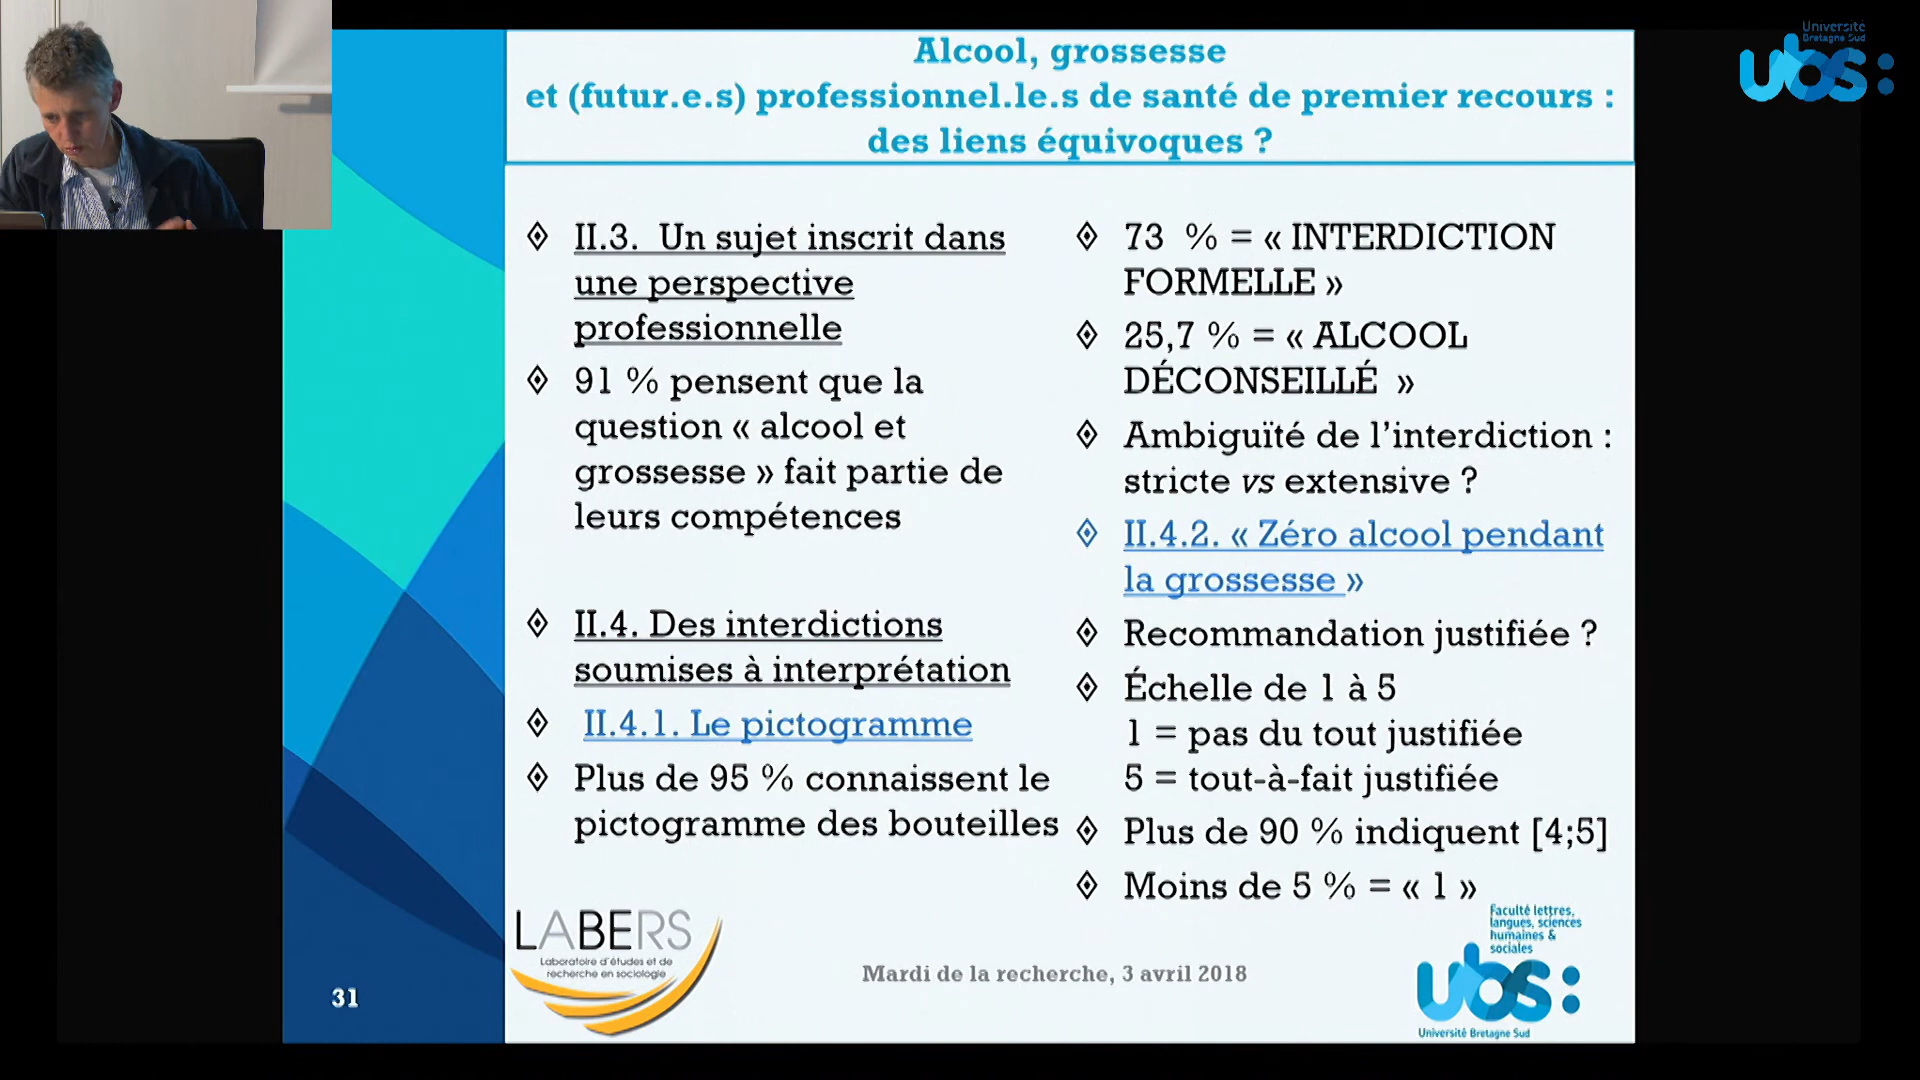 Alcool, grossesse
et (futur.e.s) professionnel.le.s de santé de premier recours :
des liens équivoques ?
Université
Bretagne Sud
ubs:
II.3. Un sujet inscrit dans
une perspective
professionnelle
91 % pensent que la
question « alcool et
grossesse » fait partie de
leurs compétences
II.4. Des interdictions
soumises à interprétation
II.4.1. Le pictogramme
Plus de 95 % connaissent le
pictogramme des bouteilles
73 % = « INTERDICTION
FORMELLE »
25,7 % = « ALCOOL
DÉCONSEILLÉ »
Ambiguïté de l'interdiction :
stricte vs extensive ?
II.4.2. « Zéro alcool pendant
la grossesse »
Recommandation justifiée ?
Échelle de 1 à 5
1 = pas du tout justifiée
5 = tout-à-fait justifiée
Plus de 90 % indiquent [4;5]
Moins de 5 % = « 1 »
LABERS
Laboratoire d'études et de
recherche en sociologie
31
Mardi de la recherche, 3 avril 2018
Faculté lettres,
langues, sciences
humaines &
sociales
ubs:
Université Bretagne Sud